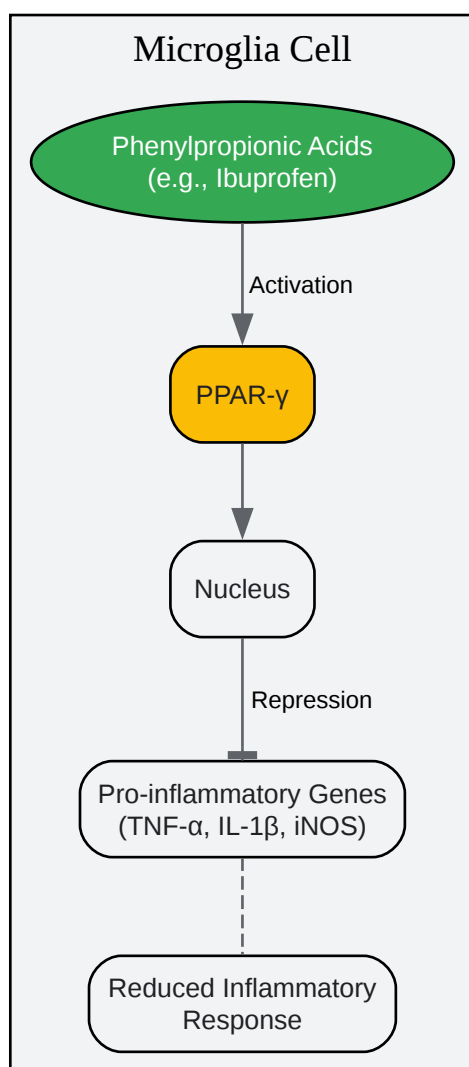 Microglia Cell
Phenylpropionic Acids
(e.g., Ibuprofen)
Activation
PPAR-γ
Nucleus
Repression
Pro-inflammatory Genes
(TNF-α, IL-1β, iNOS)
Reduced Inflammatory
Response